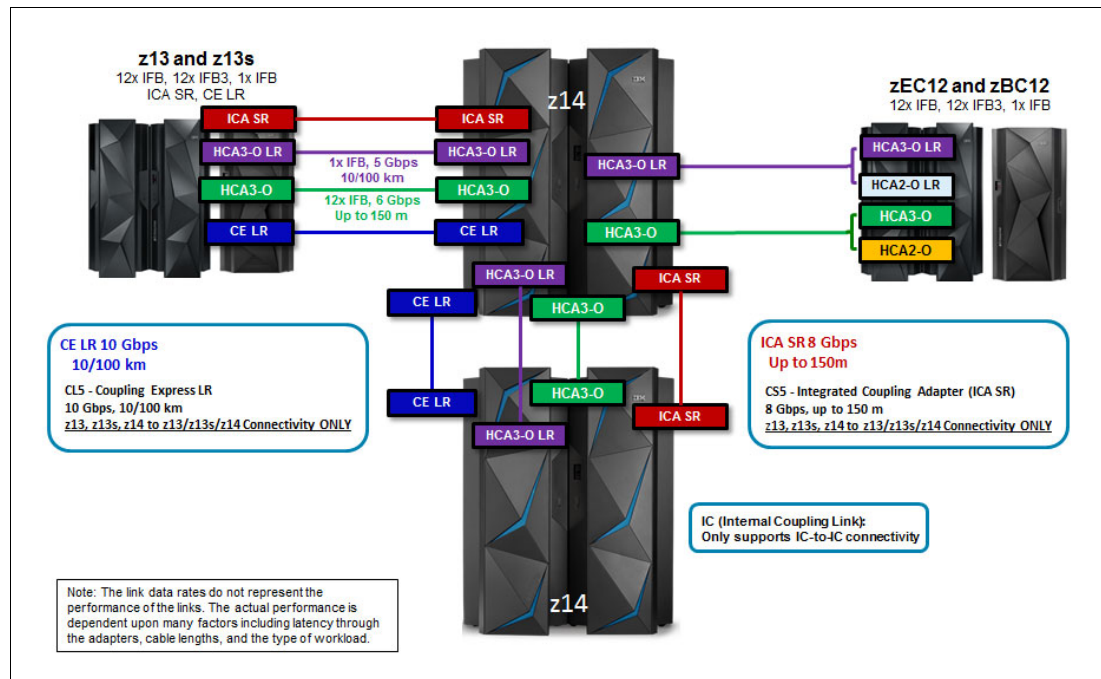 z13 and z13s
12x IFB, 12x IFB3, 1x IFB
ICA SR, CE LR
z14
zEC12 and zBC12
12x IFB, 12x IFB3, 1x IFB
ICA SR
ICA SR
HCA3-O LR
HCA3-O LR
1x IFB, 5 Gbps
10/100 km
HCA3-O
HCA3-O
12x IFB, 6 Gbps
Up to 150 m
CE LR
CE LR
HCA3-O LR
HCA3-O
HCA3-O LR
HCA2-O LR
HCA3-O
HCA2-O
HCA3-O LR
ICA SR
CE LR
HCA3-O
CE LR 10 Gbps
10/100 km
CL5 - Coupling Express LR
10 Gbps, 10/100 km
z13, z13s, z14 to z13/z13s/z14 Connectivity ONLY
ICA SR 8 Gbps
Up to 150m
CS5 - Integrated Coupling Adapter (ICA SR)
8 Gbps, up to 150 m
z13, z13s, z14 to z13/z13s/z14 Connectivity ONLY
HCA3-O
CE LR
ICA SR
HCA3-O LR
IC (Internal Coupling Link):
Only supports IC-to-IC connectivity
z14
Note: The link data rates do not represent the
performance of the links. The actual performance is
dependent upon many factors including latency through
the adapters, cable lengths, and the type of workload.